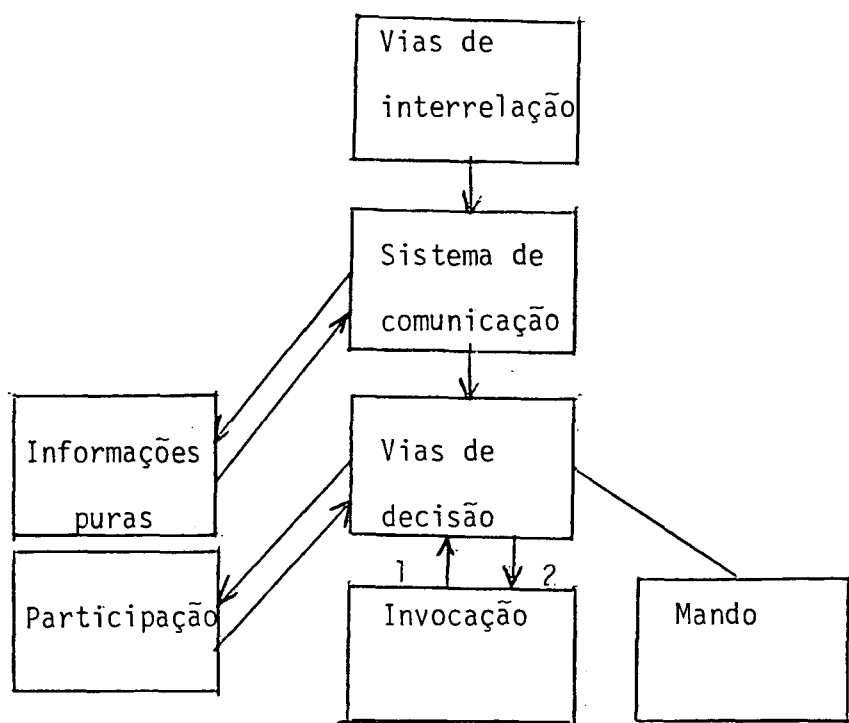 Vias de
interrelação
Sistema de
comunicação
Informações
puras
Vias de
decisão
Participação
1
2
Invocação
Mando